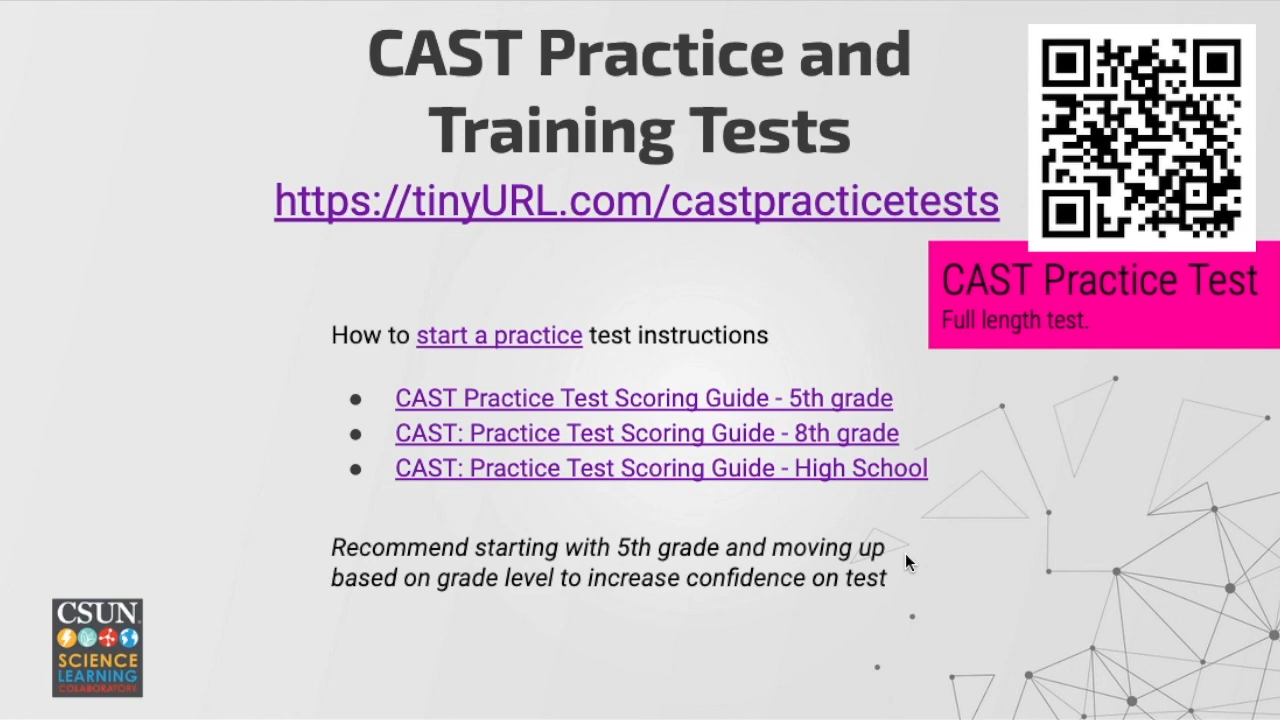 CAST Practice and
Training Tests
https://tinyURL.com/castpracticetests
CAST Practice Test
Full length test.
How to start a practice test instructions
● CAST Practice Test Scoring Guide - 5th grade
● CAST: Practice Test Scoring Guide - 8th grade
● CAST: Practice Test Scoring Guide - High School
Recommend starting with 5th grade and moving up
based on grade level to increase confidence on test
CSUN
SCIENCE
LEARNING
COLLABORATORY